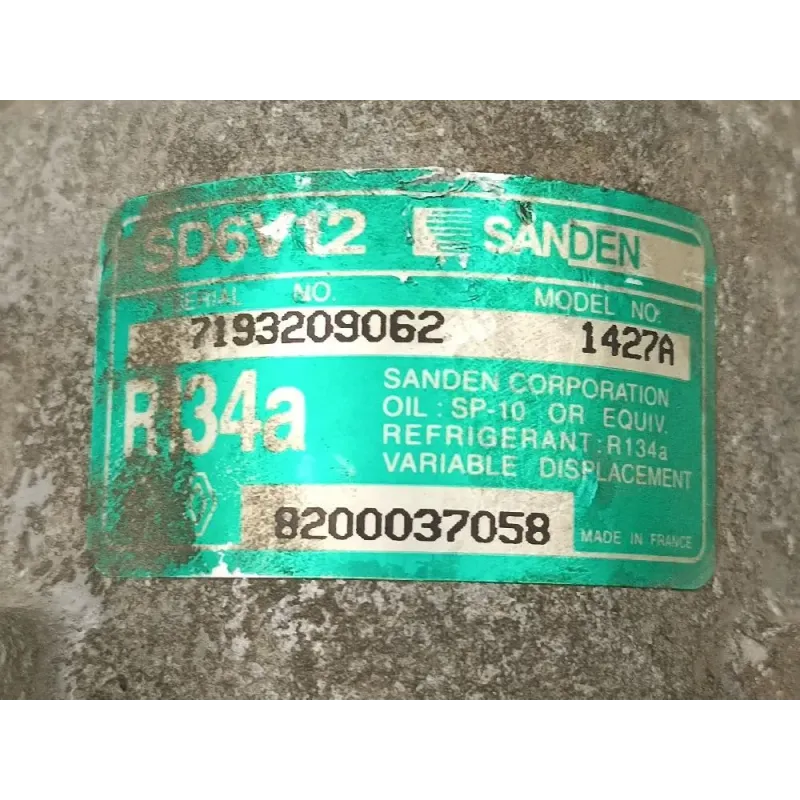 SD6V12 SANDEN
SERIAL NO. MODEL NO.
7193209062 1427A
R134a
SANDEN CORPORATION
OIL : SP-10 OR EQUIV.
REFRIGERANT : R134a
VARIABLE DISPLACEMENT
8200037058
MADE IN FRANCE